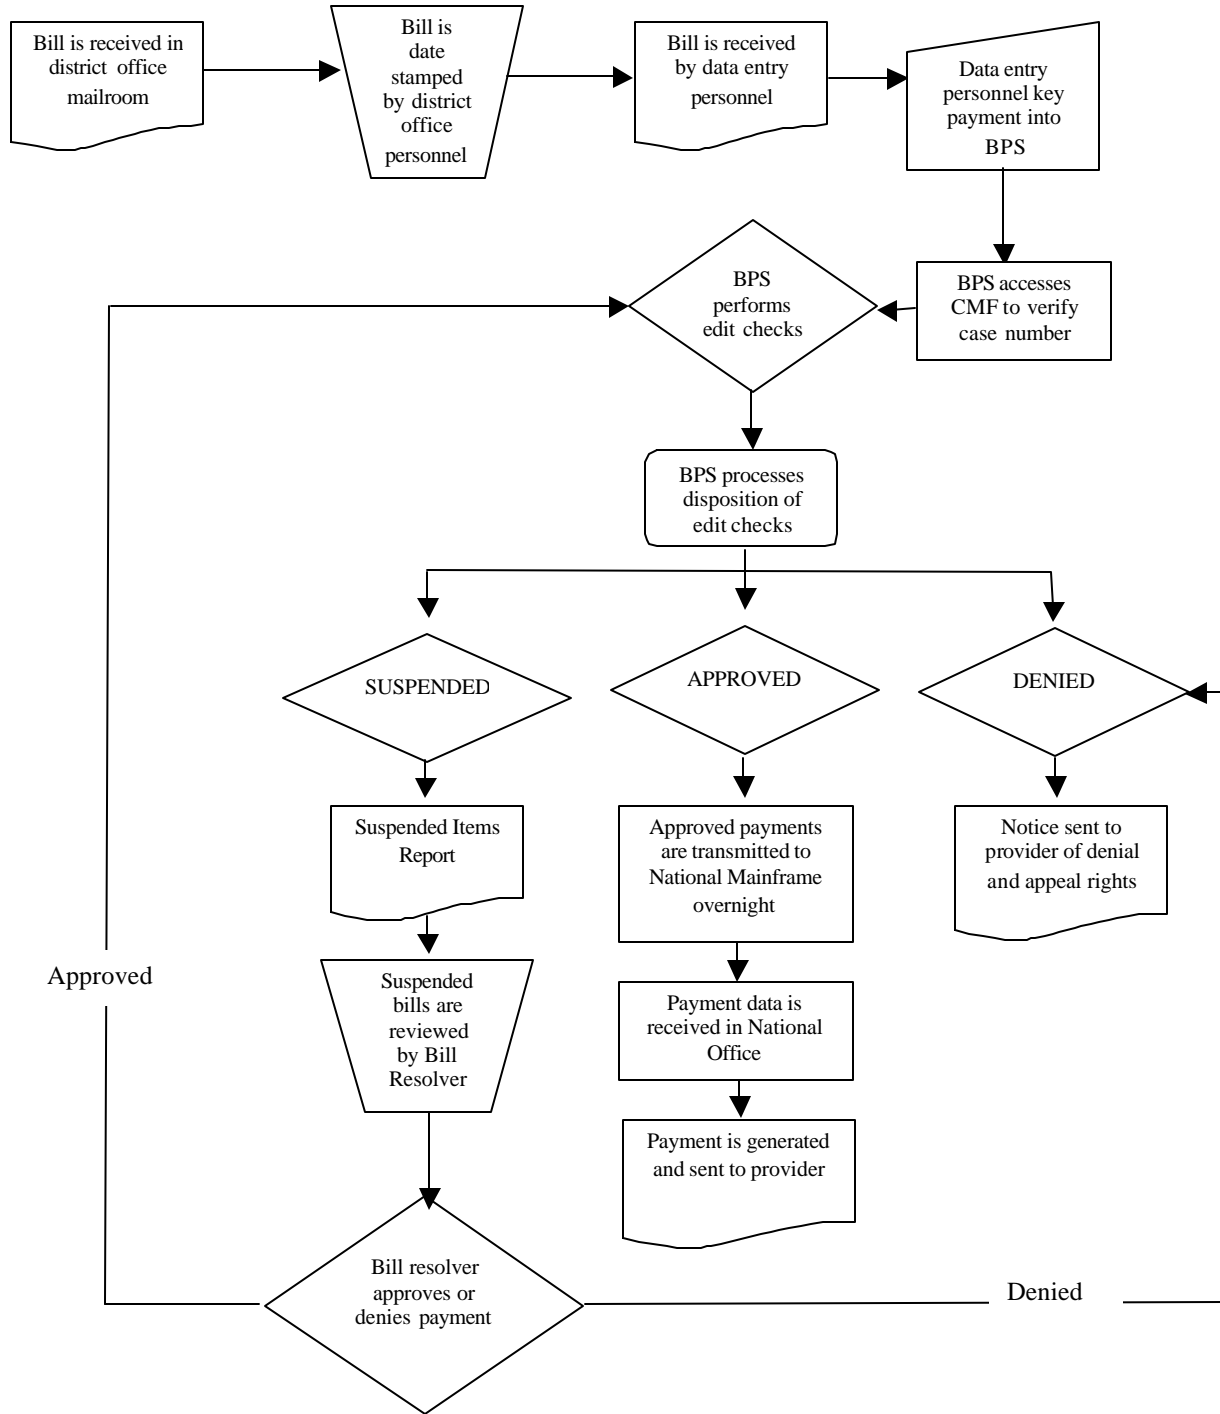 Bill is received in
district office
mailroom
Bill is
date
stamped
by district
office
personnel
Bill is received
by data entry
personnel
Data entry
personnel key
payment into
BPS
BPS accesses
CMF to verify
case number
BPS
performs
edit checks
BPS processes
disposition of
edit checks
SUSPENDED
APPROVED
DENIED
Suspended Items
Report
Approved payments
are transmitted to
National Mainframe
overnight
Notice sent to
provider of denial
and appeal rights
Approved
Suspended
bills are
reviewed
by Bill
Resolver
Payment data is
received in National
Office
Payment is generated
and sent to provider
Bill resolver
approves or
denies payment
Denied